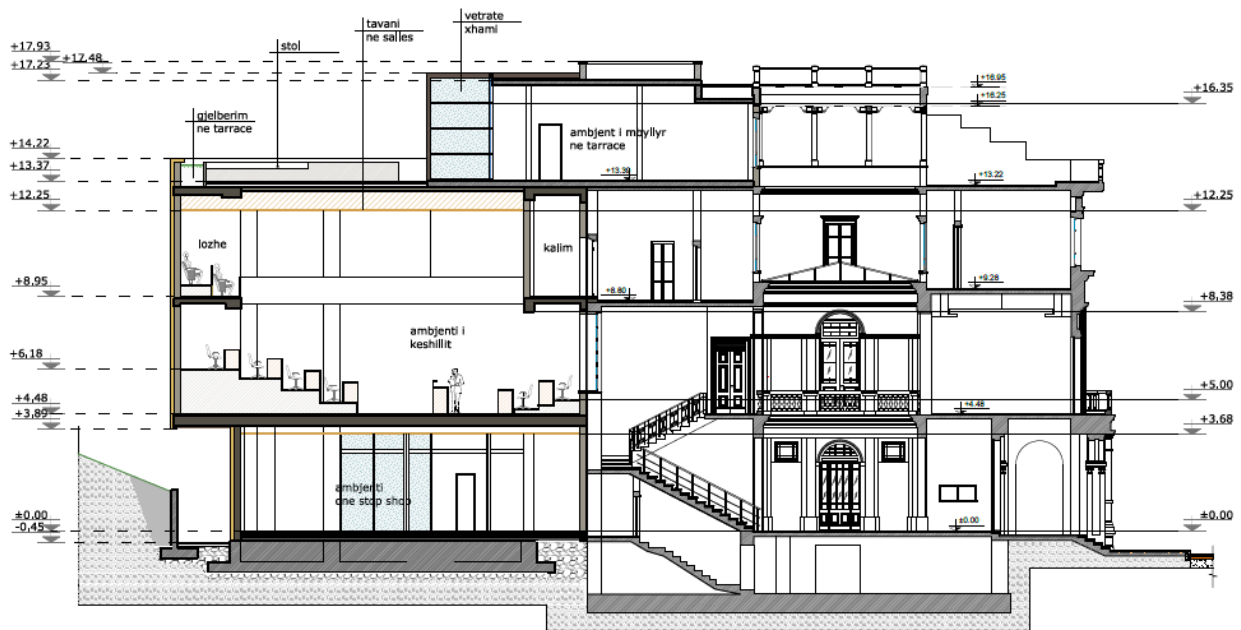 vetrate
xhami
tavani
ne salles
stol
+17.93
+17.48
+17.23
+16.95
+16.35
+16.25
gjelberim
ne tarrace
ambjent i mbyllyr
ne tarrace
+14.22
+13.37
+13.39
+13.22
+12.25
+12.25
lozhe
kalim
+8.95
+8.80
+9.28
+8,38
ambjenti i
keshillit
+6,18
+4,48
+3,89
+5,00
+4.48
+3,68
ambjenti
one stop shop
±0.00
-0,45
±0.00
±0.00